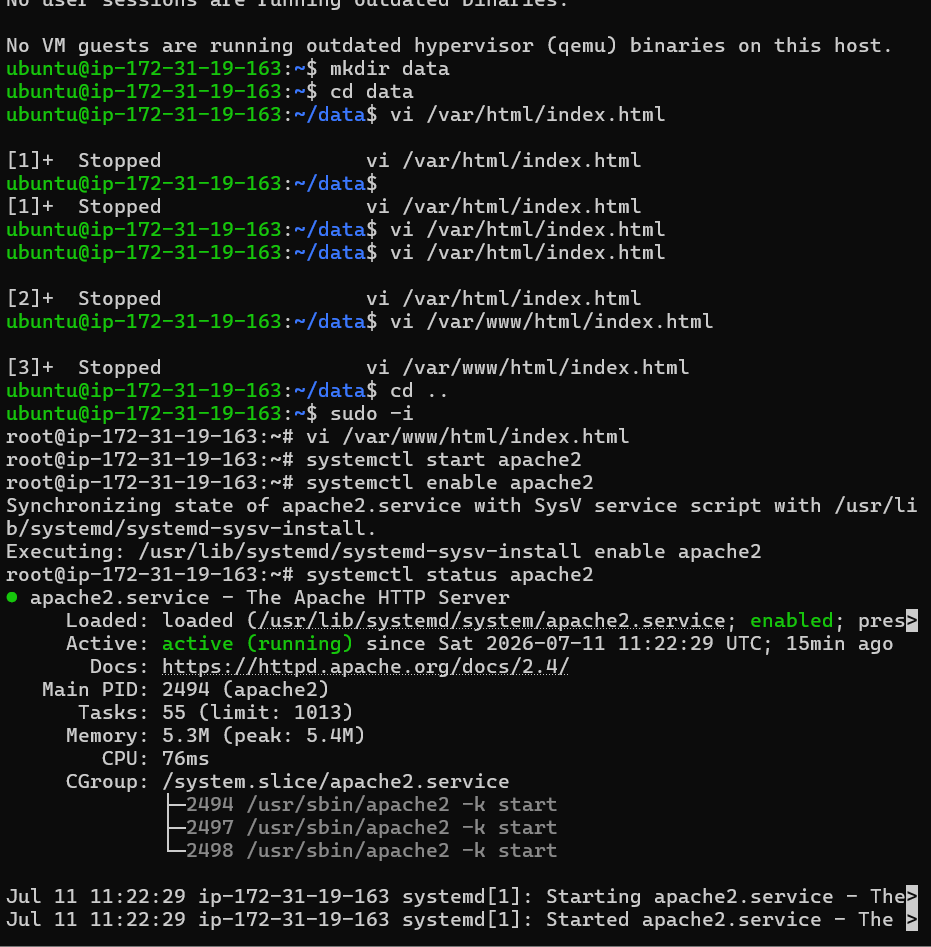 No user sessions are running outdated binaries.

No VM guests are running outdated hypervisor (qemu) binaries on this host.
ubuntu@ip-172-31-19-163:~$ mkdir data
ubuntu@ip-172-31-19-163:~$ cd data
ubuntu@ip-172-31-19-163:~/data$ vi /var/html/index.html

[1]+  Stopped                 vi /var/html/index.html
ubuntu@ip-172-31-19-163:~/data$
[1]+  Stopped                 vi /var/html/index.html
ubuntu@ip-172-31-19-163:~/data$ vi /var/html/index.html
ubuntu@ip-172-31-19-163:~/data$ vi /var/html/index.html

[2]+  Stopped                 vi /var/html/index.html
ubuntu@ip-172-31-19-163:~/data$ vi /var/www/html/index.html

[3]+  Stopped                 vi /var/www/html/index.html
ubuntu@ip-172-31-19-163:~/data$ cd ..
ubuntu@ip-172-31-19-163:~$ sudo -i
root@ip-172-31-19-163:~# vi /var/www/html/index.html
root@ip-172-31-19-163:~# systemctl start apache2
root@ip-172-31-19-163:~# systemctl enable apache2
Synchronizing state of apache2.service with SysV service script with /usr/li
b/systemd/systemd-sysv-install.
Executing: /usr/lib/systemd/systemd-sysv-install enable apache2
root@ip-172-31-19-163:~# systemctl status apache2
● apache2.service - The Apache HTTP Server
     Loaded: loaded (/usr/lib/systemd/system/apache2.service; enabled; pres>
     Active: active (running) since Sat 2026-07-11 11:22:29 UTC; 15min ago
       Docs: https://httpd.apache.org/docs/2.4/
   Main PID: 2494 (apache2)
      Tasks: 55 (limit: 1013)
     Memory: 5.3M (peak: 5.4M)
        CPU: 76ms
     CGroup: /system.slice/apache2.service
             ├─2494 /usr/sbin/apache2 -k start
             ├─2497 /usr/sbin/apache2 -k start
             └─2498 /usr/sbin/apache2 -k start

Jul 11 11:22:29 ip-172-31-19-163 systemd[1]: Starting apache2.service - The>
Jul 11 11:22:29 ip-172-31-19-163 systemd[1]: Started apache2.service - The >